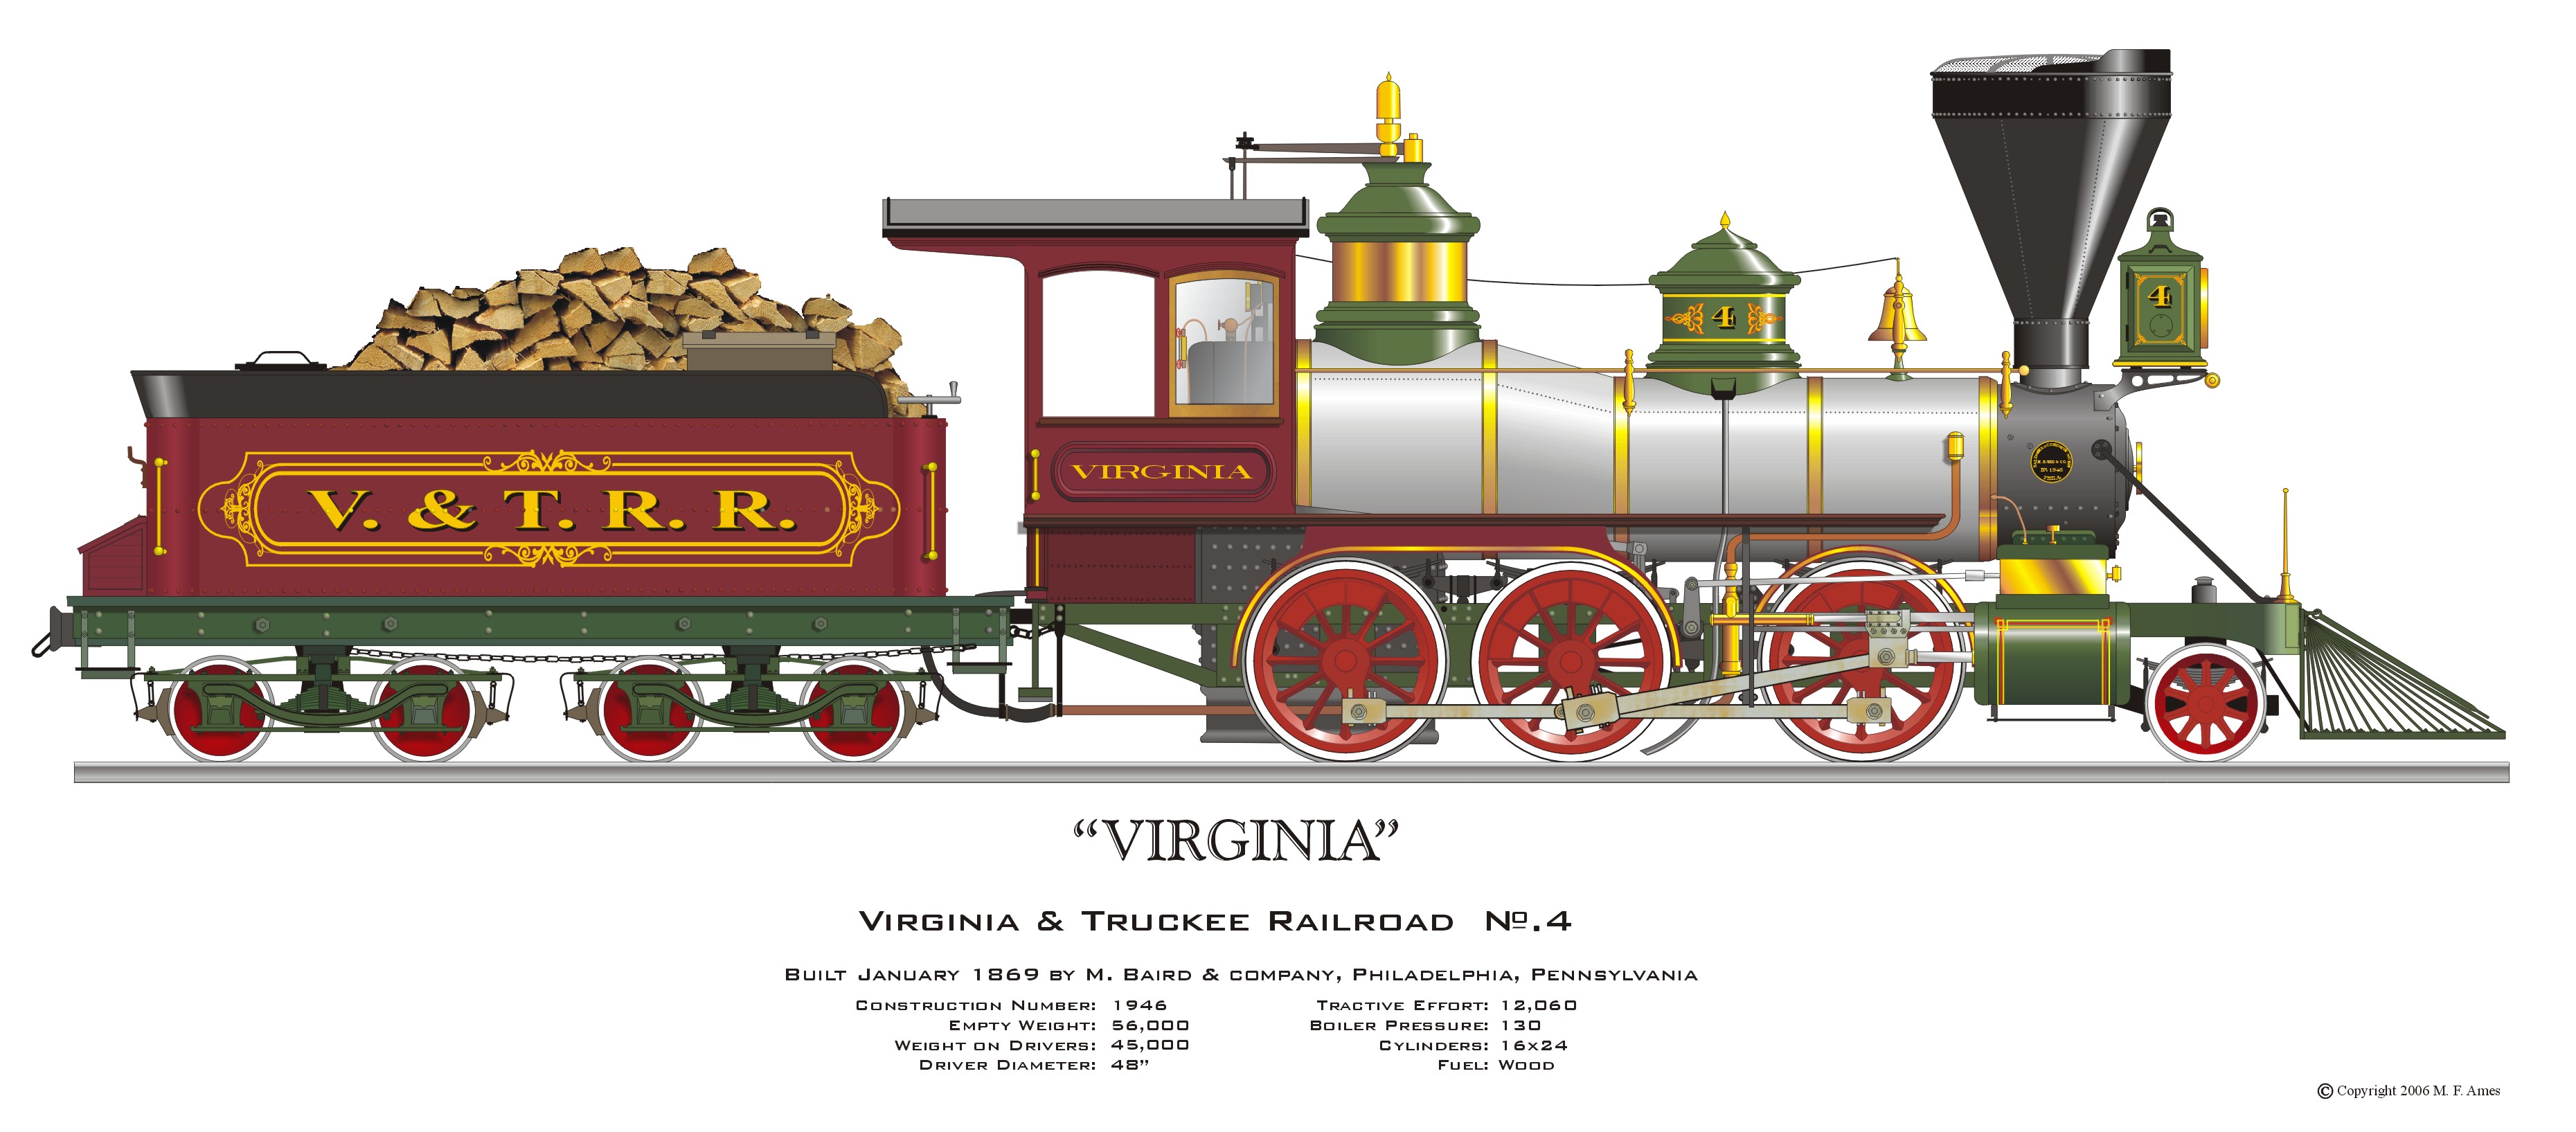 4
4
VIRGINIA
V. & T. R. R.
“VIRGINIA”
Virginia & Truckee Railroad Nº.4
Built January 1869 by M. Baird & company, Philadelphia, Pennsylvania
Construction Number: 1946
Empty Weight: 56,000
Weight on Drivers: 45,000
Driver Diameter: 48”
Tractive Effort: 12,060
Boiler Pressure: 130
Cylinders: 16x24
Fuel: Wood
© Copyright 2006 M. F. Ames